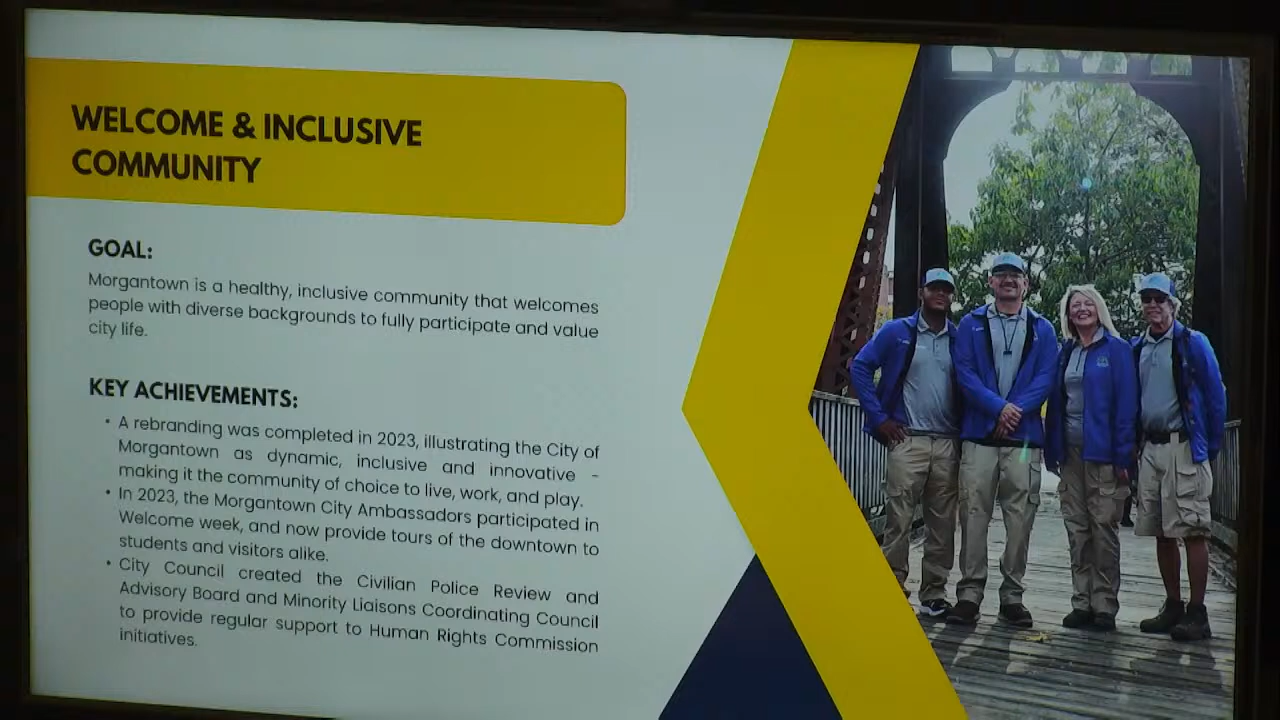 WELCOME & INCLUSIVE
COMMUNITY
GOAL:
Morgantown is a healthy, inclusive community that welcomes
people with diverse backgrounds to fully participate and value
city life.
KEY ACHIEVEMENTS:
• A rebranding was completed in 2023, illustrating the City of
Morgantown as dynamic, inclusive and innovative -
making it the community of choice to live, work, and play.
• In 2023, the Morgantown City Ambassadors participated in
Welcome week, and now provide tours of the downtown to
students and visitors alike.
• City Council created the Civilian Police Review and
Advisory Board and Minority Liaisons Coordinating Council
to provide regular support to Human Rights Commission
initiatives.